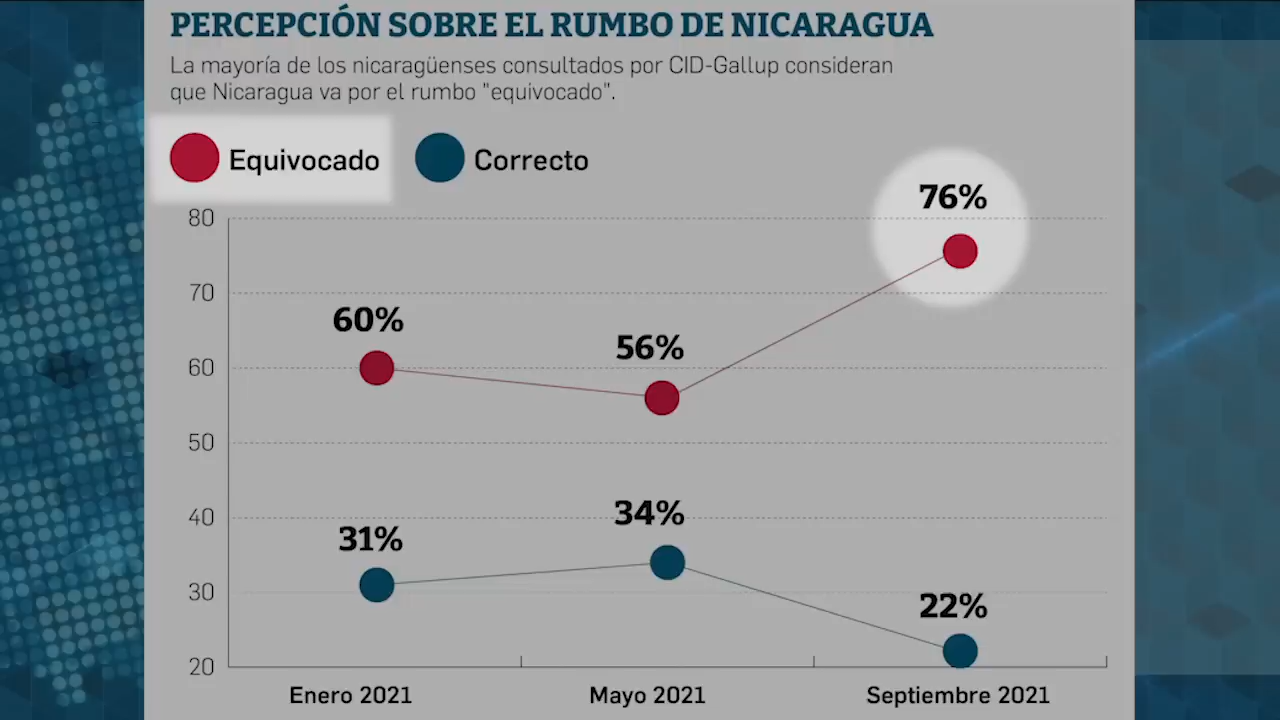 PERCEPCIÓN SOBRE EL RUMBO DE NICARAGUA
La mayoría de los nicaragüenses consultados por CID-Gallup consideran
que Nicaragua va por el rumbo "equivocado".
Equivocado
Correcto
76%
80
70
60%
56%
60
50
34%
40
31%
30
22%
20
Enero 2021
Mayo 2021
Septiembre 2021